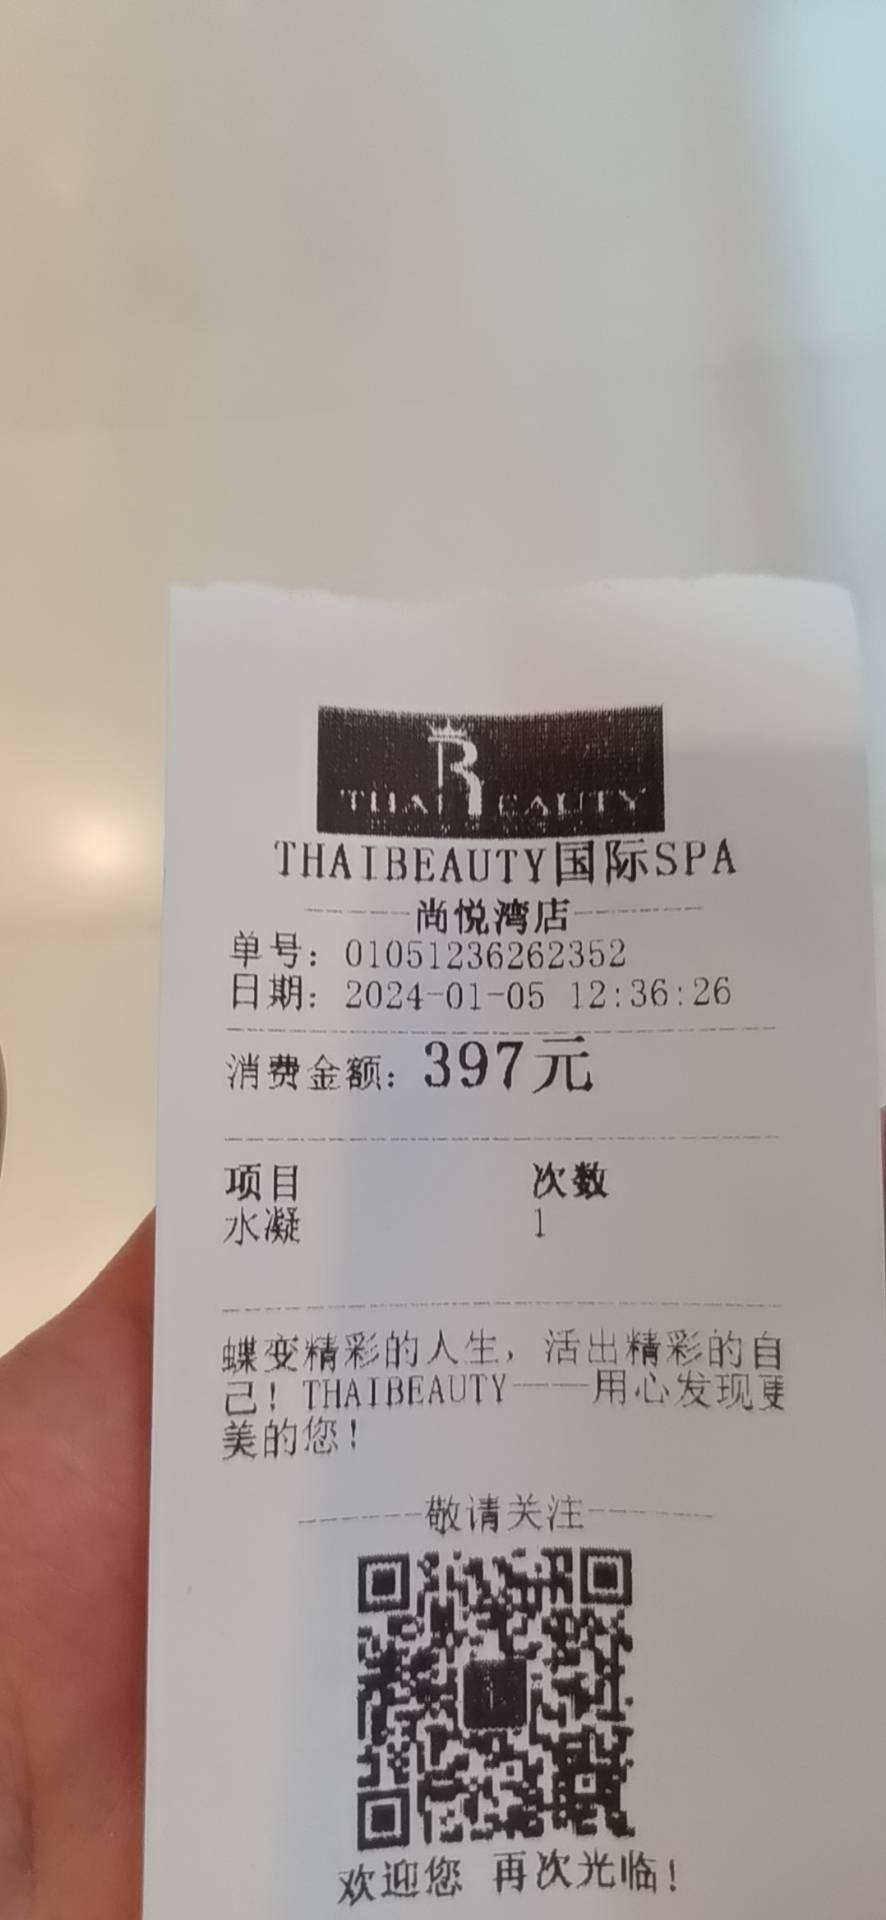 THAI BEAUTY
THAIBEAUTY国际SPA
尚悦湾店
单号：01051236262352
日期：2024-01-05 12:36:26
消费金额：397元
项目 次数
水凝 1
蝶变精彩的人生，活出精彩的自
己！THAIBEAUTY——用心发现更
美的您！
敬请关注
欢迎您 再次光临！